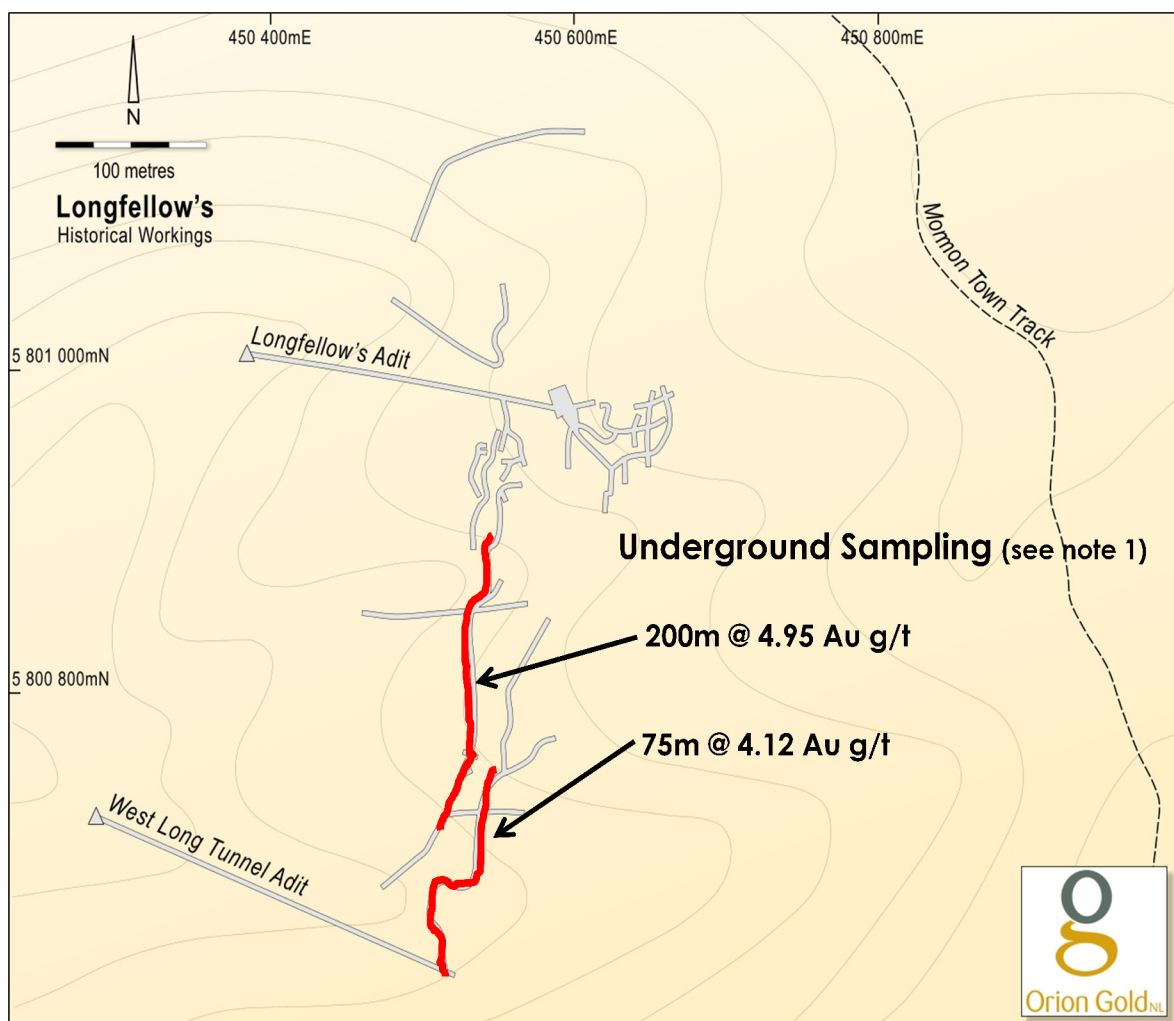 450 400mE
450 600mE
450 800mE
N
100 metres
Longfellow's
Historical Workings
Mormon Town Track
Longfellow's Adit
5 801 000mN
Underground Sampling (see note 1)
200m @ 4.95 Au g/t
5 800 800mN
75m @ 4.12 Au g/t
West Long Tunnel Adit
Orion Gold NL